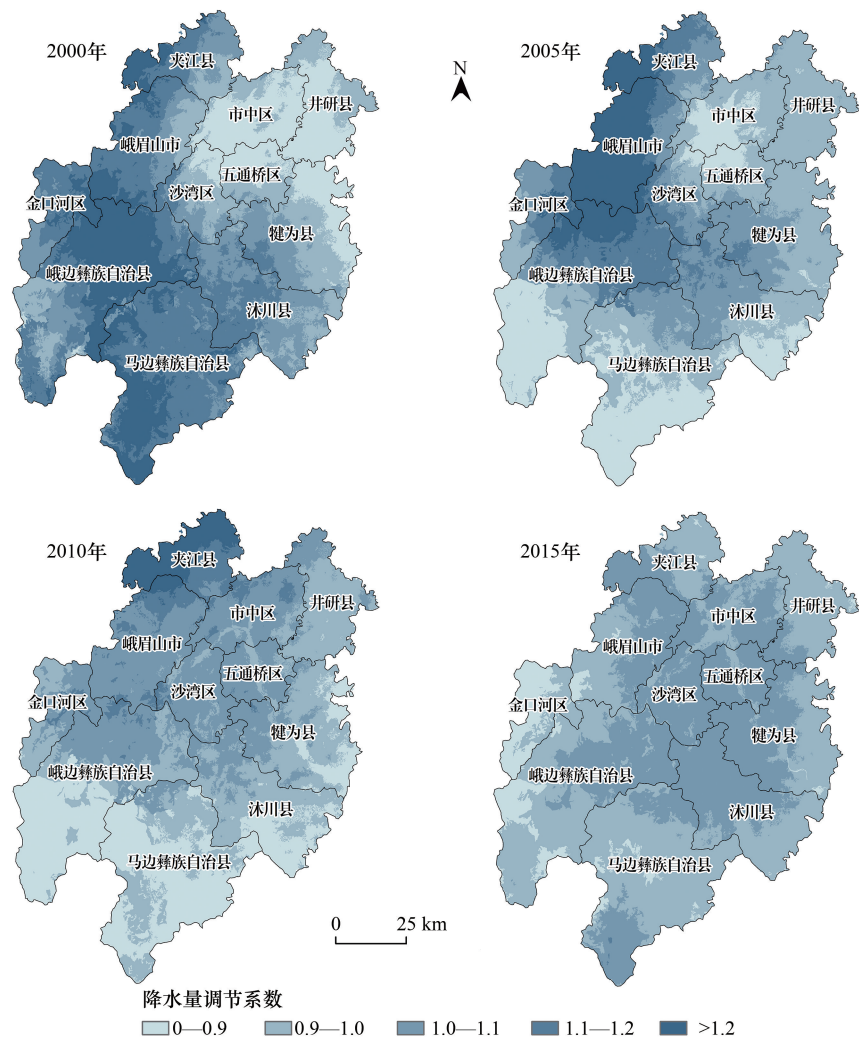 2000年
夹江县
市中区
井研县
峨眉山市
五通桥区
沙湾区
金口河区
犍为县
峨边彝族自治县
沐川县
马边彝族自治县
N
2005年
夹江县
市中区
井研县
峨眉山市
五通桥区
沙湾区
金口河区
犍为县
峨边彝族自治县
沐川县
马边彝族自治县
2010年
夹江县
市中区
井研县
峨眉山市
五通桥区
沙湾区
金口河区
犍为县
峨边彝族自治县
沐川县
马边彝族自治县
2015年
夹江县
市中区
井研县
峨眉山市
五通桥区
沙湾区
金口河区
犍为县
峨边彝族自治县
沐川县
马边彝族自治县
0 25 km
降水量调节系数
0—0.9 0.9—1.0 1.0—1.1 1.1—1.2 >1.2